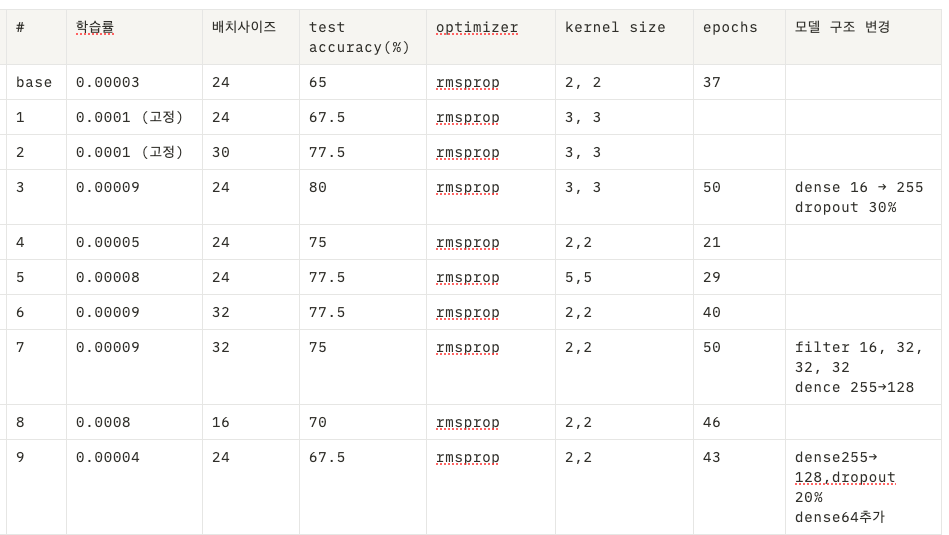 # 학습률 배치사이즈 test accuracy(%) optimizer kernel size epochs 모델 구조 변경
base 0.00003 24 65 rmsprop 2, 2 37
1 0.0001 (고정) 24 67.5 rmsprop 3, 3
2 0.0001 (고정) 30 77.5 rmsprop 3, 3
3 0.00009 24 80 rmsprop 3, 3 50 dense 16 → 255
dropout 30%
4 0.00005 24 75 rmsprop 2,2 21
5 0.00008 24 77.5 rmsprop 5,5 29
6 0.00009 32 77.5 rmsprop 2,2 40
7 0.00009 32 75 rmsprop 2,2 50 filter 16, 32,
32, 32
dence 255→128
8 0.0008 16 70 rmsprop 2,2 46
9 0.00004 24 67.5 rmsprop 2,2 43 dense255→
128,dropout
20%
dense64추가